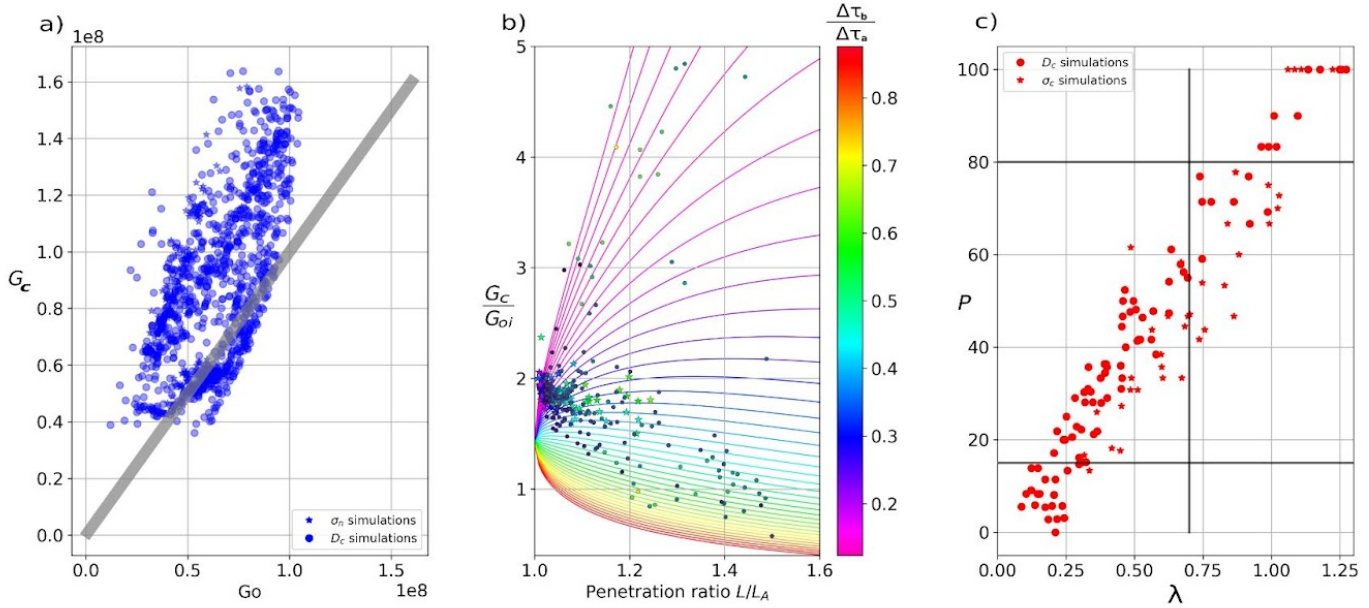 a)
1e8
1.6
1.4
1.2
1.0
0.8
0.6
0.4
0.2
0.0
G_c
σ_n simulations
D_c simulations
0.0 0.5 1.0 1.5
Go
1e8
b)
5
4
3
2
1
G_c
G_oi
1.0 1.2 1.4 1.6
Penetration ratio L/L_A
Δτ_b
Δτ_a
0.8
0.7
0.6
0.5
0.4
0.3
0.2
c)
D_c simulations
σ_c simulations
100
80
60
40
20
0
P
0.00 0.25 0.50 0.75 1.00 1.25
λ